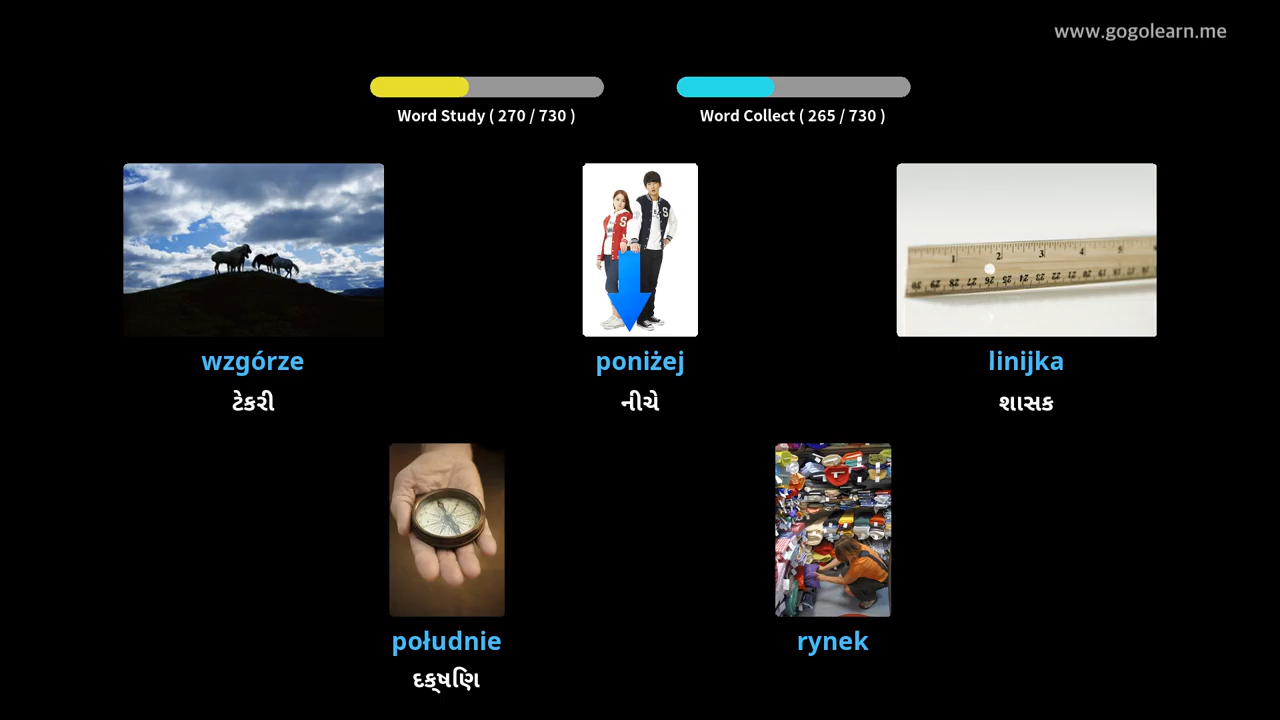 www.gogolearn.me
Word Study ( 270 / 730 )
Word Collect ( 265 / 730 )
wzgórze
poniżej
linijka
ટેકરી
નીચે
શાસક
południe
rynek
દક્ષણિ